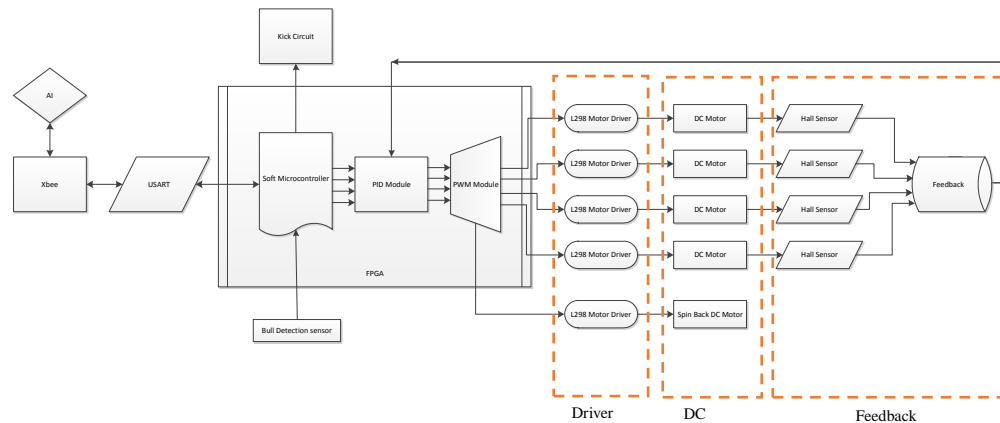 Kick Circuit
AI
Xbee
USART
Soft Microcontroller
PID Module
PWM Module
FPGA
Bull Detection sensor
L298 Motor Driver
DC Motor
Hall Sensor
L298 Motor Driver
DC Motor
Hall Sensor
L298 Motor Driver
DC Motor
Hall Sensor
L298 Motor Driver
DC Motor
Hall Sensor
Feedback
L298 Motor Driver
Spin Back DC Motor
Driver
DC
Feedback